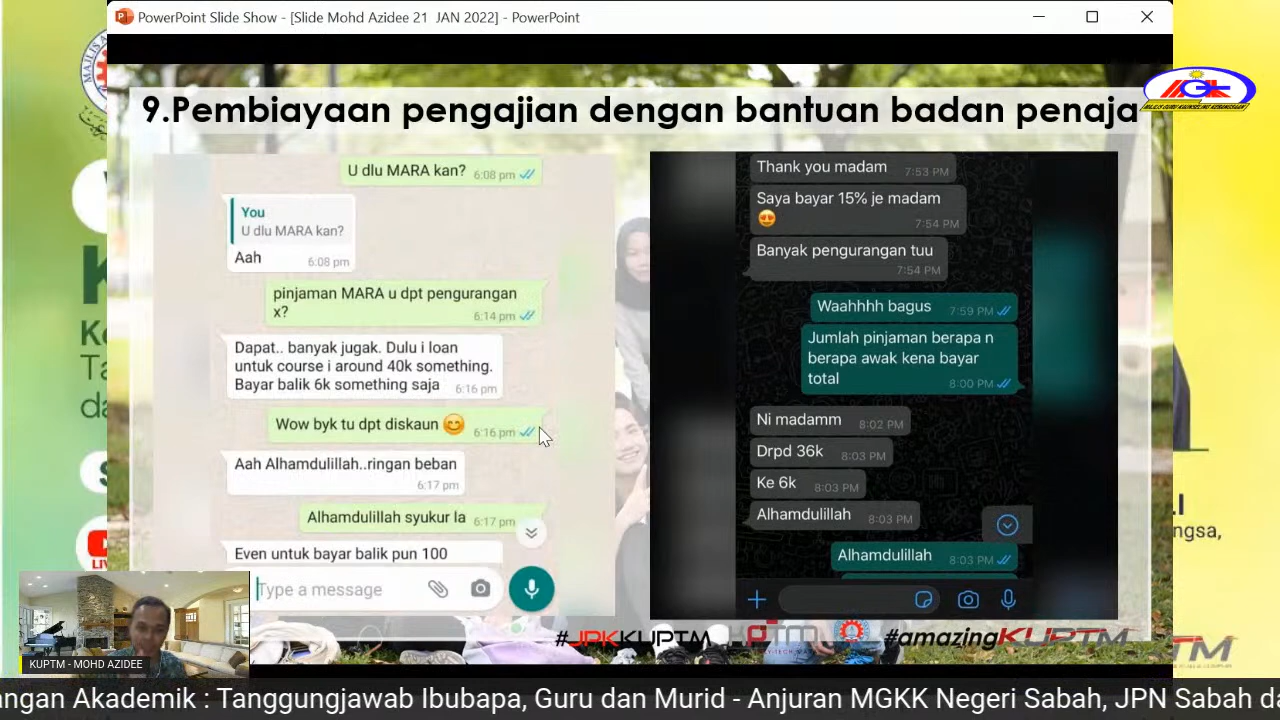 PowerPoint Slide Show - [Slide Mohd Azidee 21 JAN 2022] - PowerPoint
9.Pembiayaan pengajian dengan bantuan badan penaja
U dlu MARA kan? 6:08 pm
You
U dlu MARA kan?
Aah 6:08 pm
pinjaman MARA u dpt pengurangan
x? 6:14 pm
Dapat.. banyak jugak. Dulu i loan
untuk course i around 40k something.
Bayar balik 6k something saja 6:16 pm
Wow byk tu dpt diskaun 😊 6:16 pm
Aah Alhamdulillah..ringan beban
6:17 pm
Alhamdulillah syukur la 6:17 pm
Even untuk bayar balik pun 100
Type a message
Thank you madam 7:53 PM
Saya bayar 15% je madam
😍 7:54 PM
Banyak pengurangan tuu
7:54 PM
Waahhhh bagus 7:59 PM
Jumlah pinjaman berapa n
berapa awak kena bayar
total 8:00 PM
Ni madamm 8:02 PM
Drpd 36k 8:03 PM
Ke 6k 8:03 PM
Alhamdulillah 8:03 PM
Alhamdulillah 8:03 PM
#JPKKUPTM
#amazingKUPTM
KUPTM - MOHD AZIDEE
angan Akademik : Tanggungjawab Ibubapa, Guru dan Murid - Anjuran MGKK Negeri Sabah, JPN Sabah da